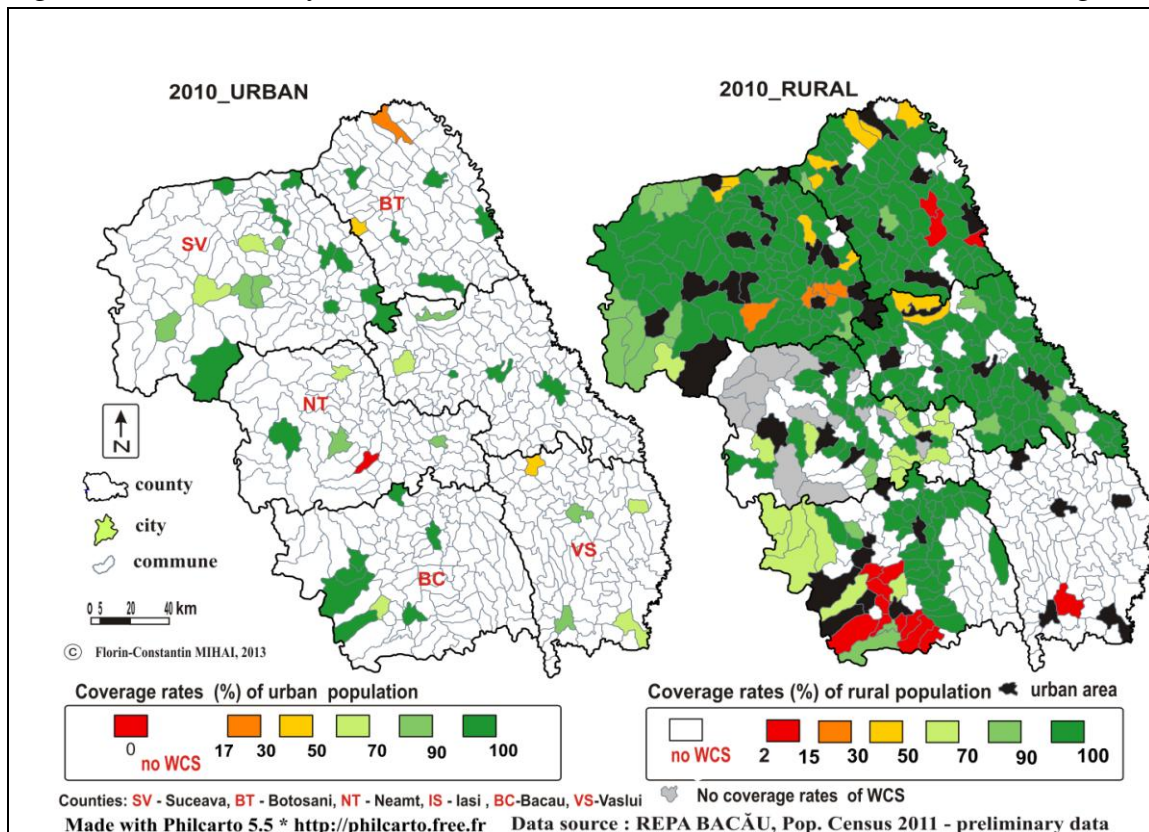 2010_URBAN
2010_RURAL
BT
SV
NT
VS
BC
N
county
city
commune
0 5 20 40 km
© Florin-Constantin MIHAI, 2013
Coverage rates (%) of urban population
0 17 30 50 70 90 100
no WCS
Coverage rates (%) of rural population urban area
no WCS 2 15 30 50 70 90 100
Counties: SV - Suceava, BT - Botosani, NT - Neamt, IS - Iasi , BC-Bacau, VS-Vaslui
No coverage rates of WCS
Made with Philcarto 5.5 * http://philcarto.free.fr Data source : REPA BACĂU, Pop. Census 2011 - preliminary data